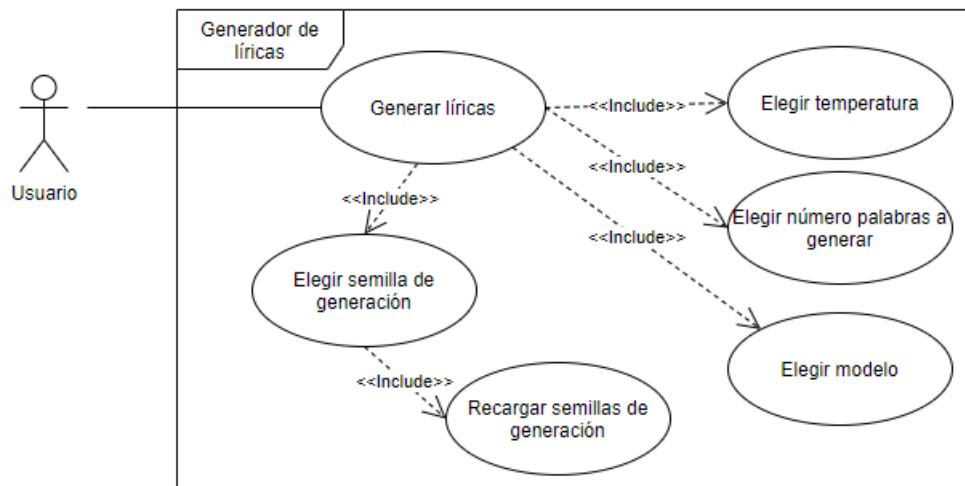 Generador de
líricas
Generar líricas
<<Include>>
Elegir temperatura
Usuario
<<Include>>
<<Include>>
Elegir número palabras a
generar
<<Include>>
Elegir semilla de
generación
Elegir modelo
<<Include>>
Recargar semillas de
generación